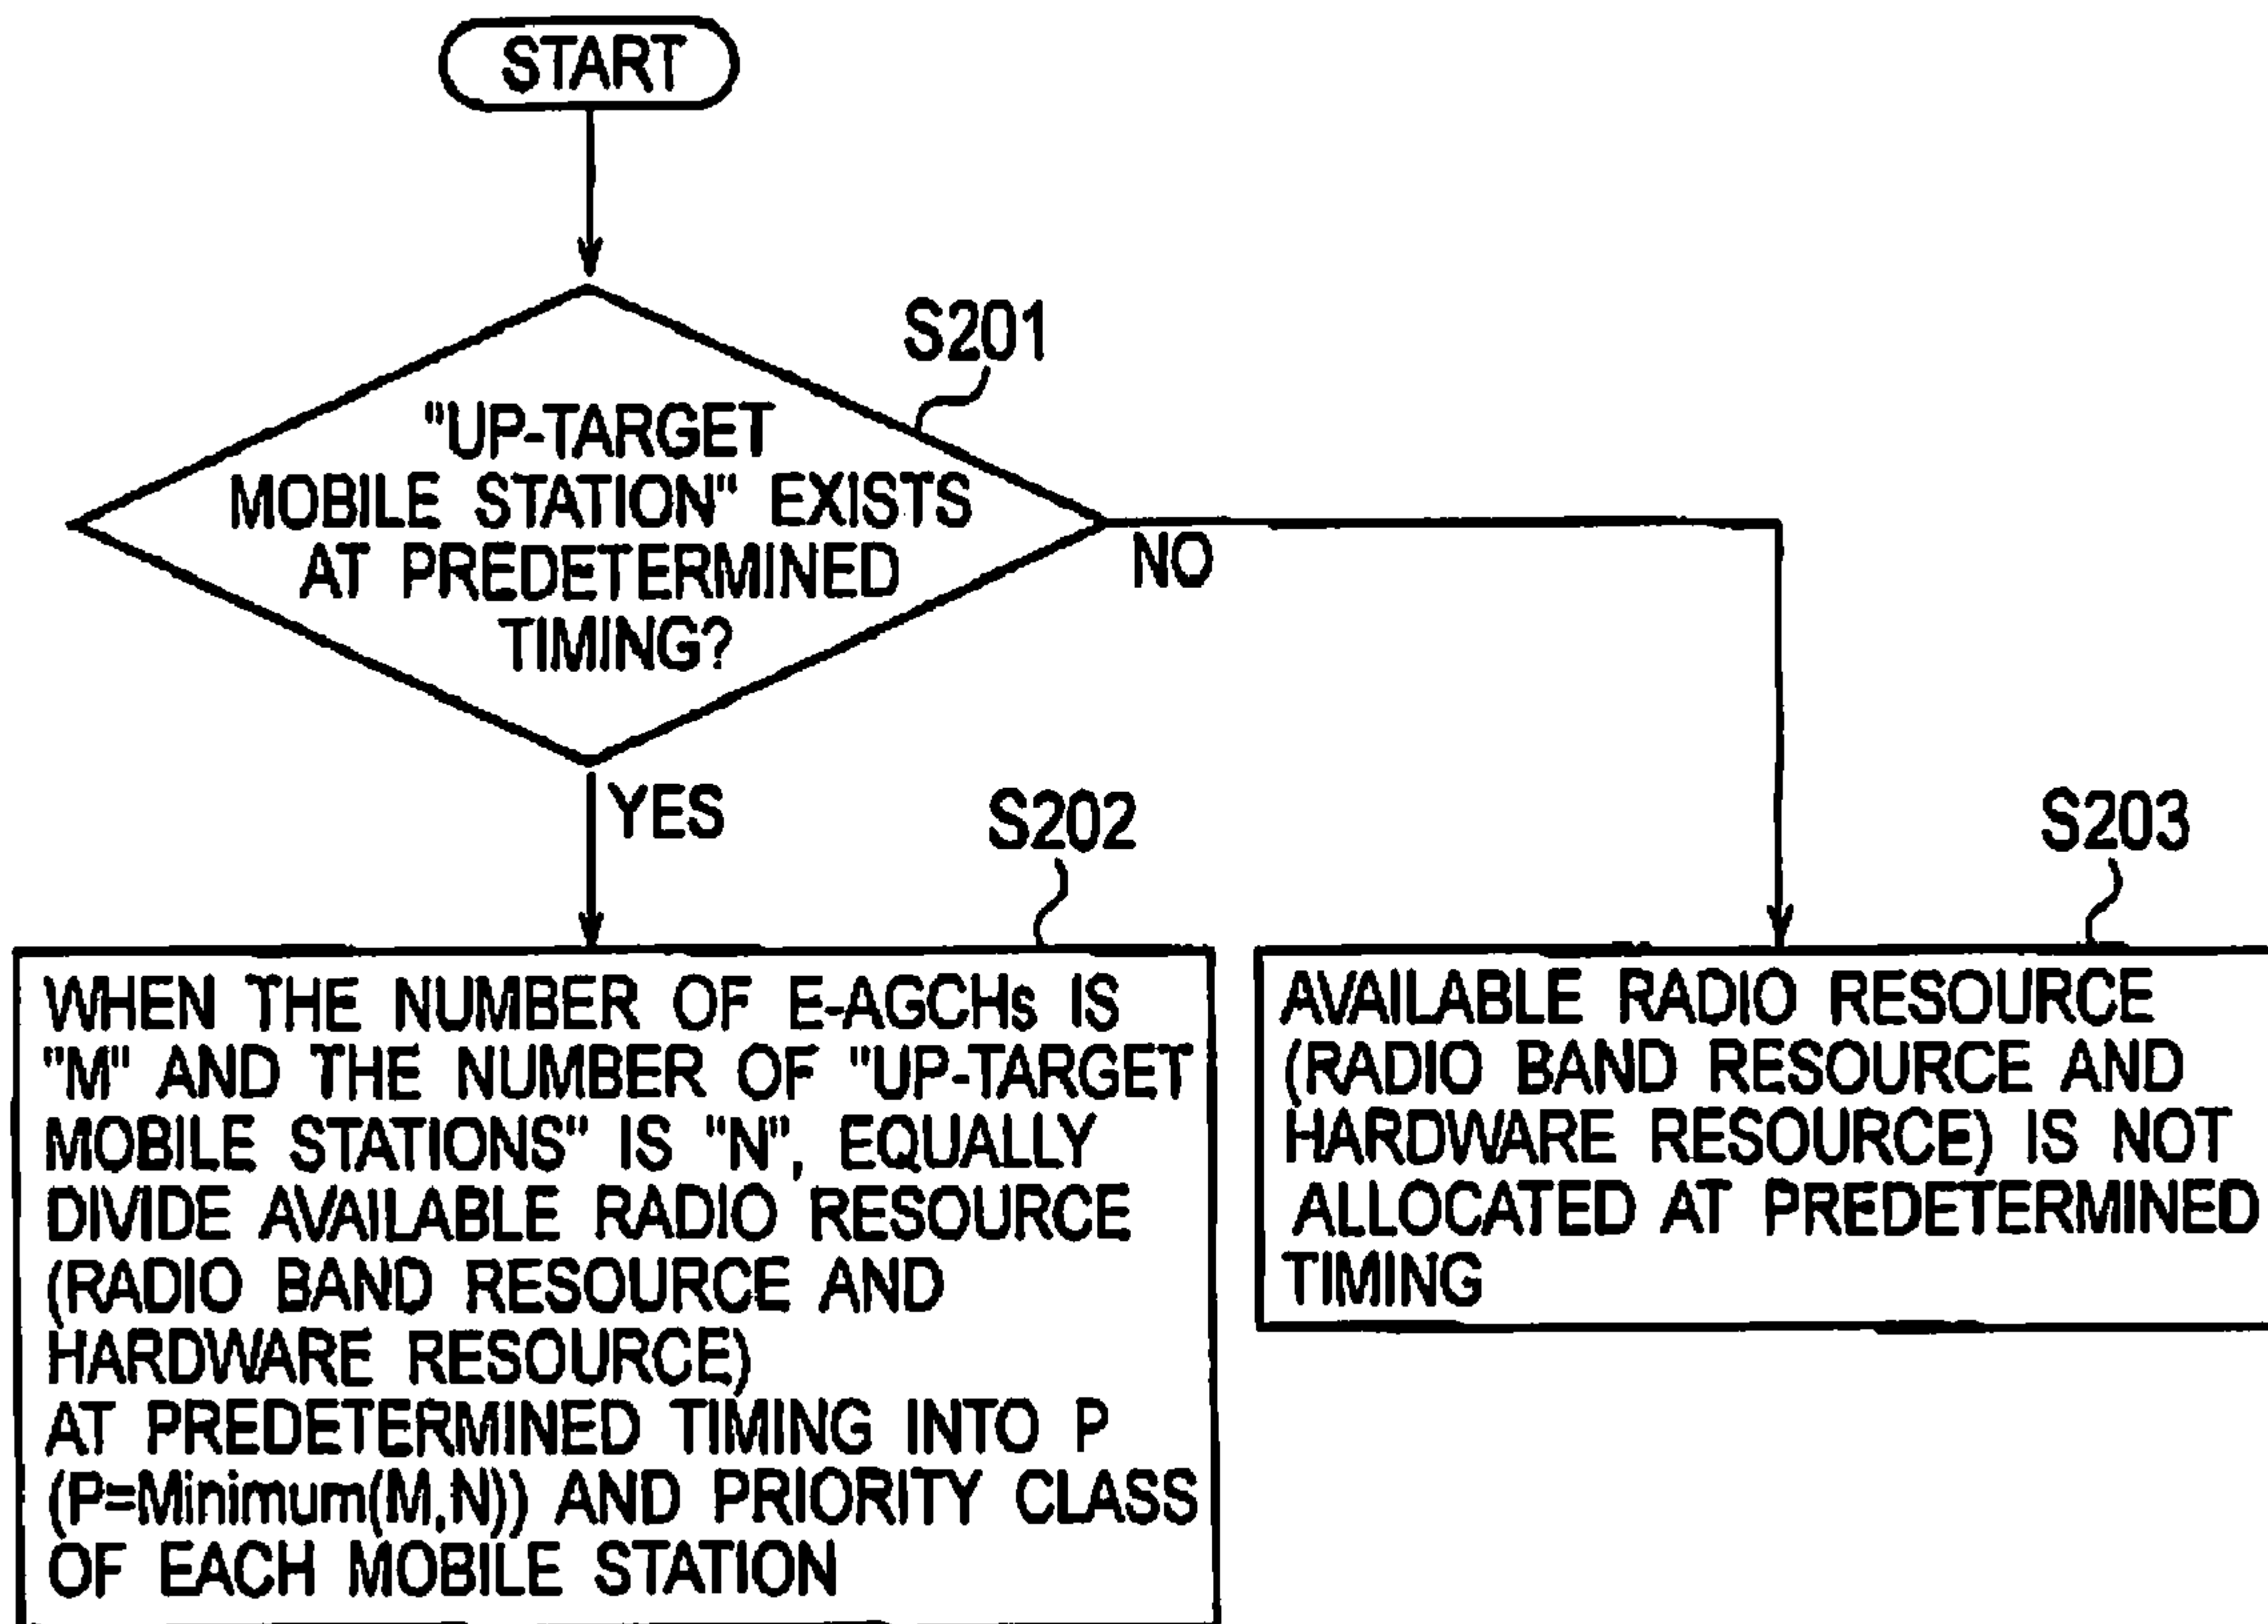 START
S201
"UP-TARGET
MOBILE STATION" EXISTS
AT PREDETERMINED
TIMING?
NO
YES
S202
WHEN THE NUMBER OF E-AGCHs IS
"M" AND THE NUMBER OF "UP-TARGET
MOBILE STATIONS" IS "N", EQUALLY
DIVIDE AVAILABLE RADIO RESOURCE
(RADIO BAND RESOURCE AND
HARDWARE RESOURCE)
AT PREDETERMINED TIMING INTO P
(P=Minimum(M,N)) AND PRIORITY CLASS
OF EACH MOBILE STATION
S203
AVAILABLE RADIO RESOURCE
(RADIO BAND RESOURCE AND
HARDWARE RESOURCE) IS NOT
ALLOCATED AT PREDETERMINED
TIMING